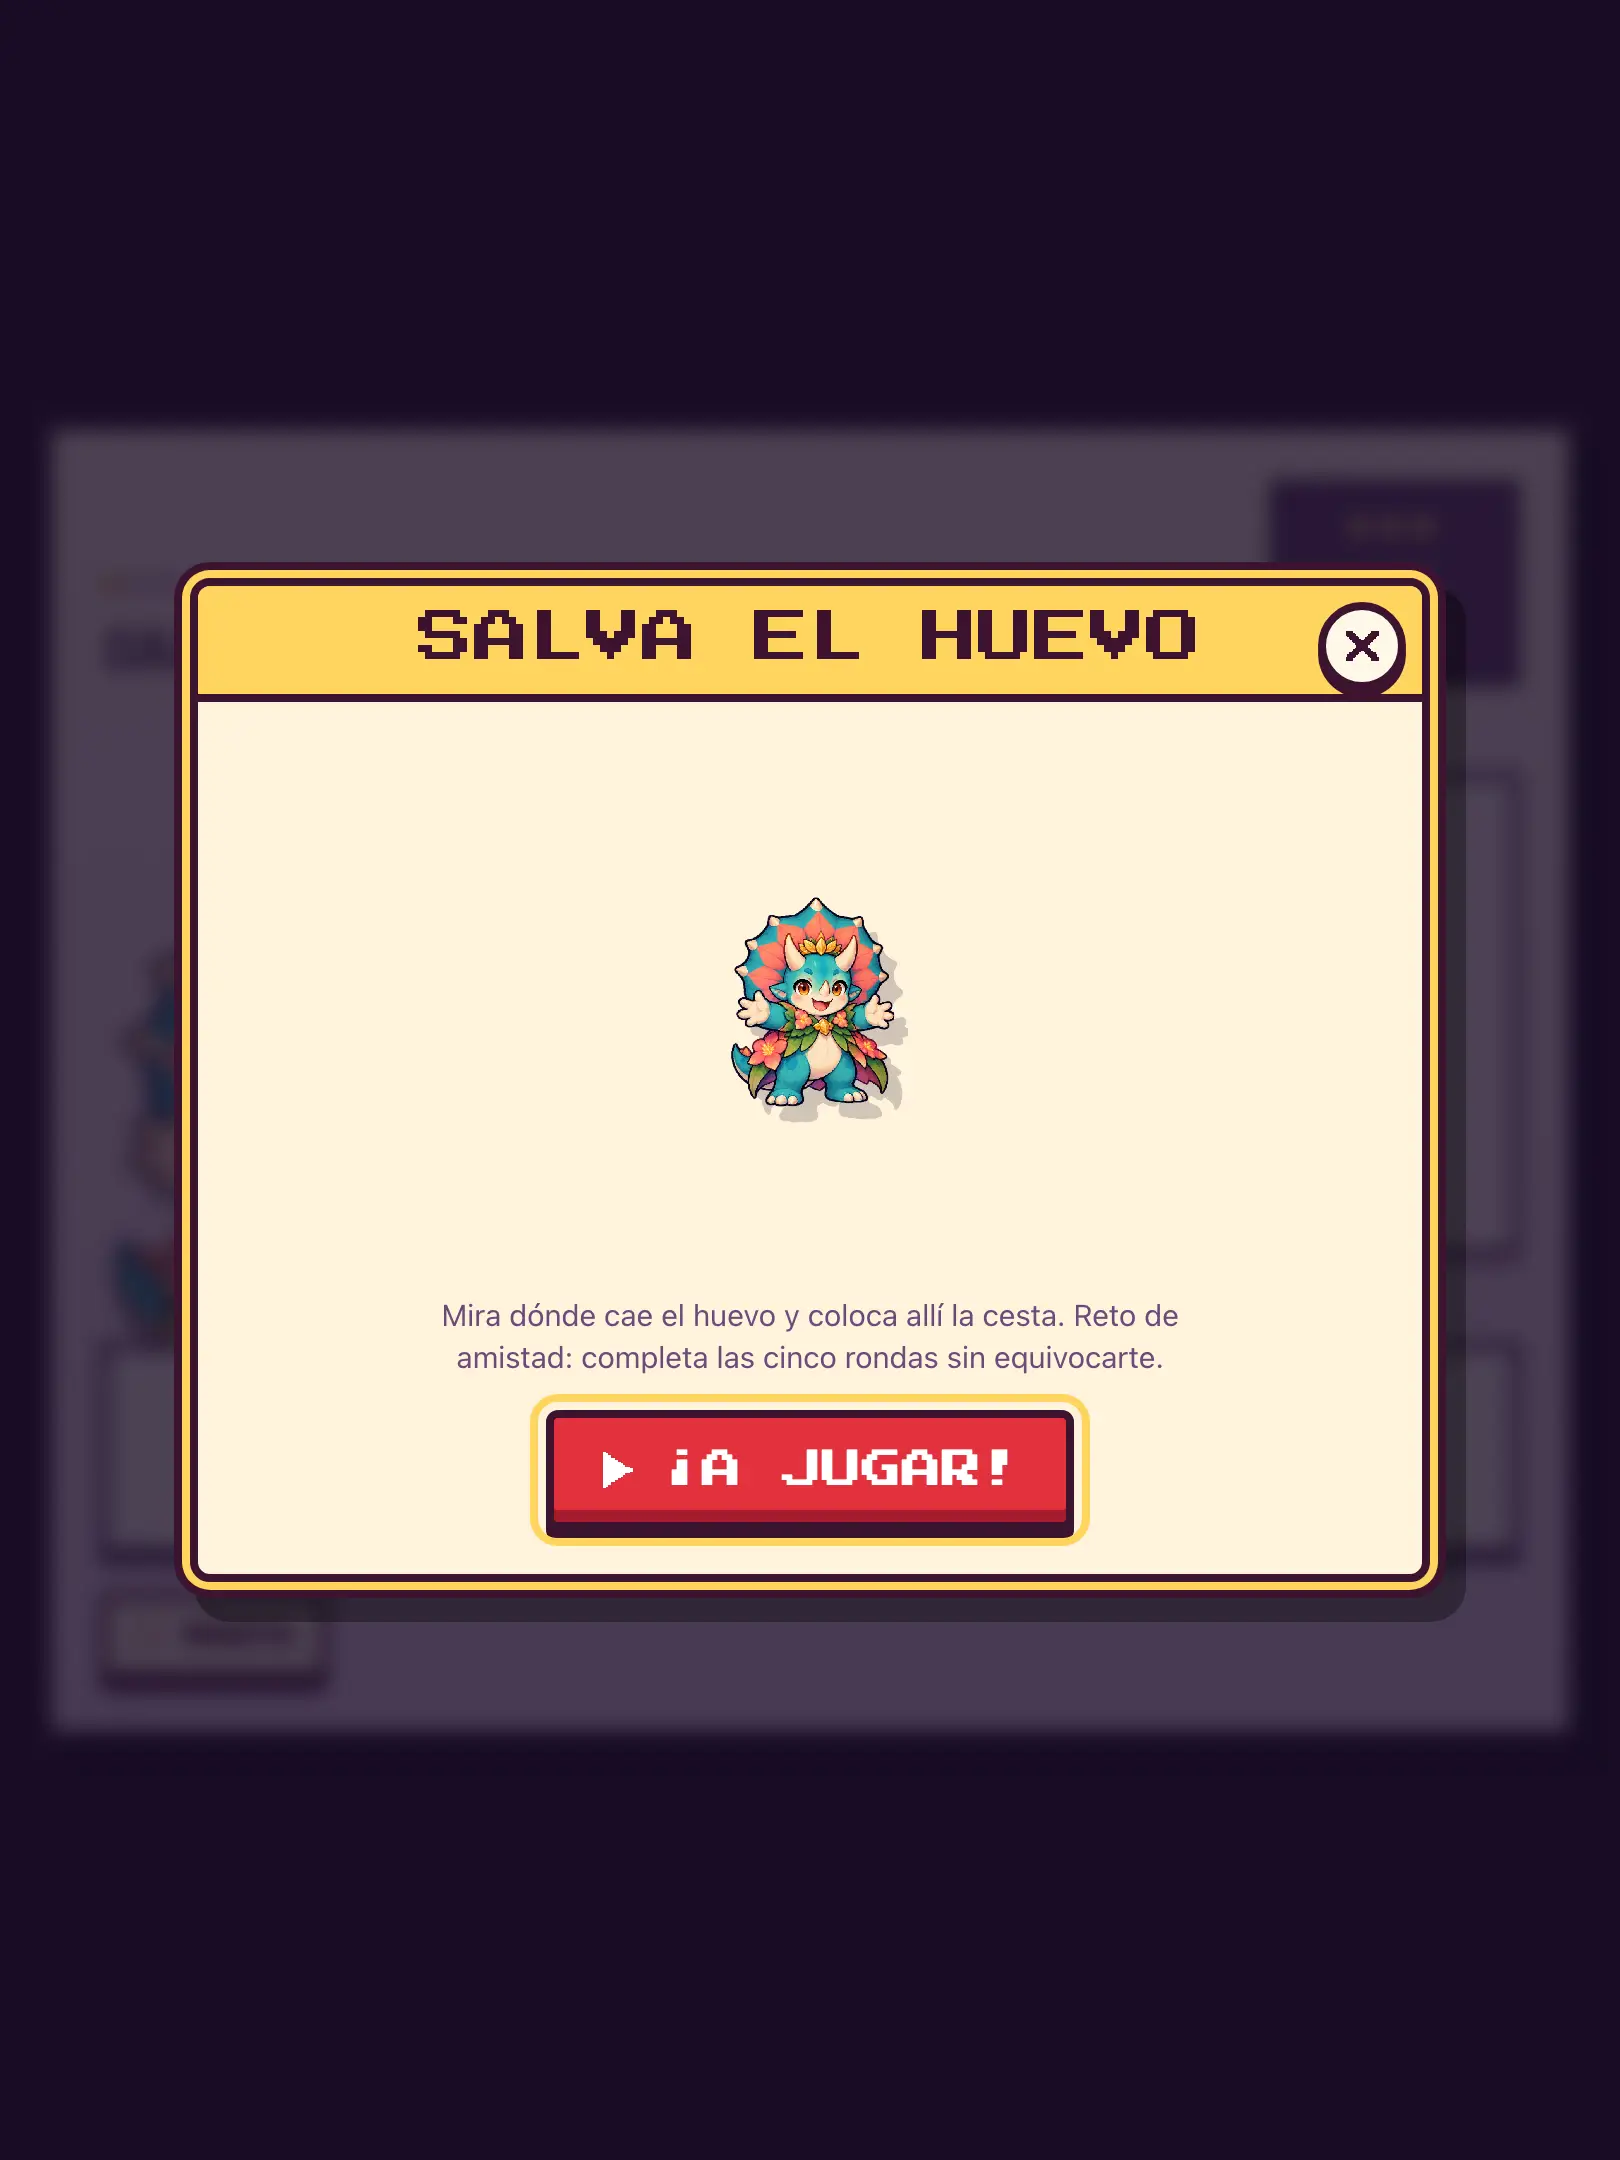 SALVA EL HUEVO
Mira dónde cae el huevo y coloca allí la cesta. Reto de
amistad: completa las cinco rondas sin equivocarte.
¡A JUGAR!